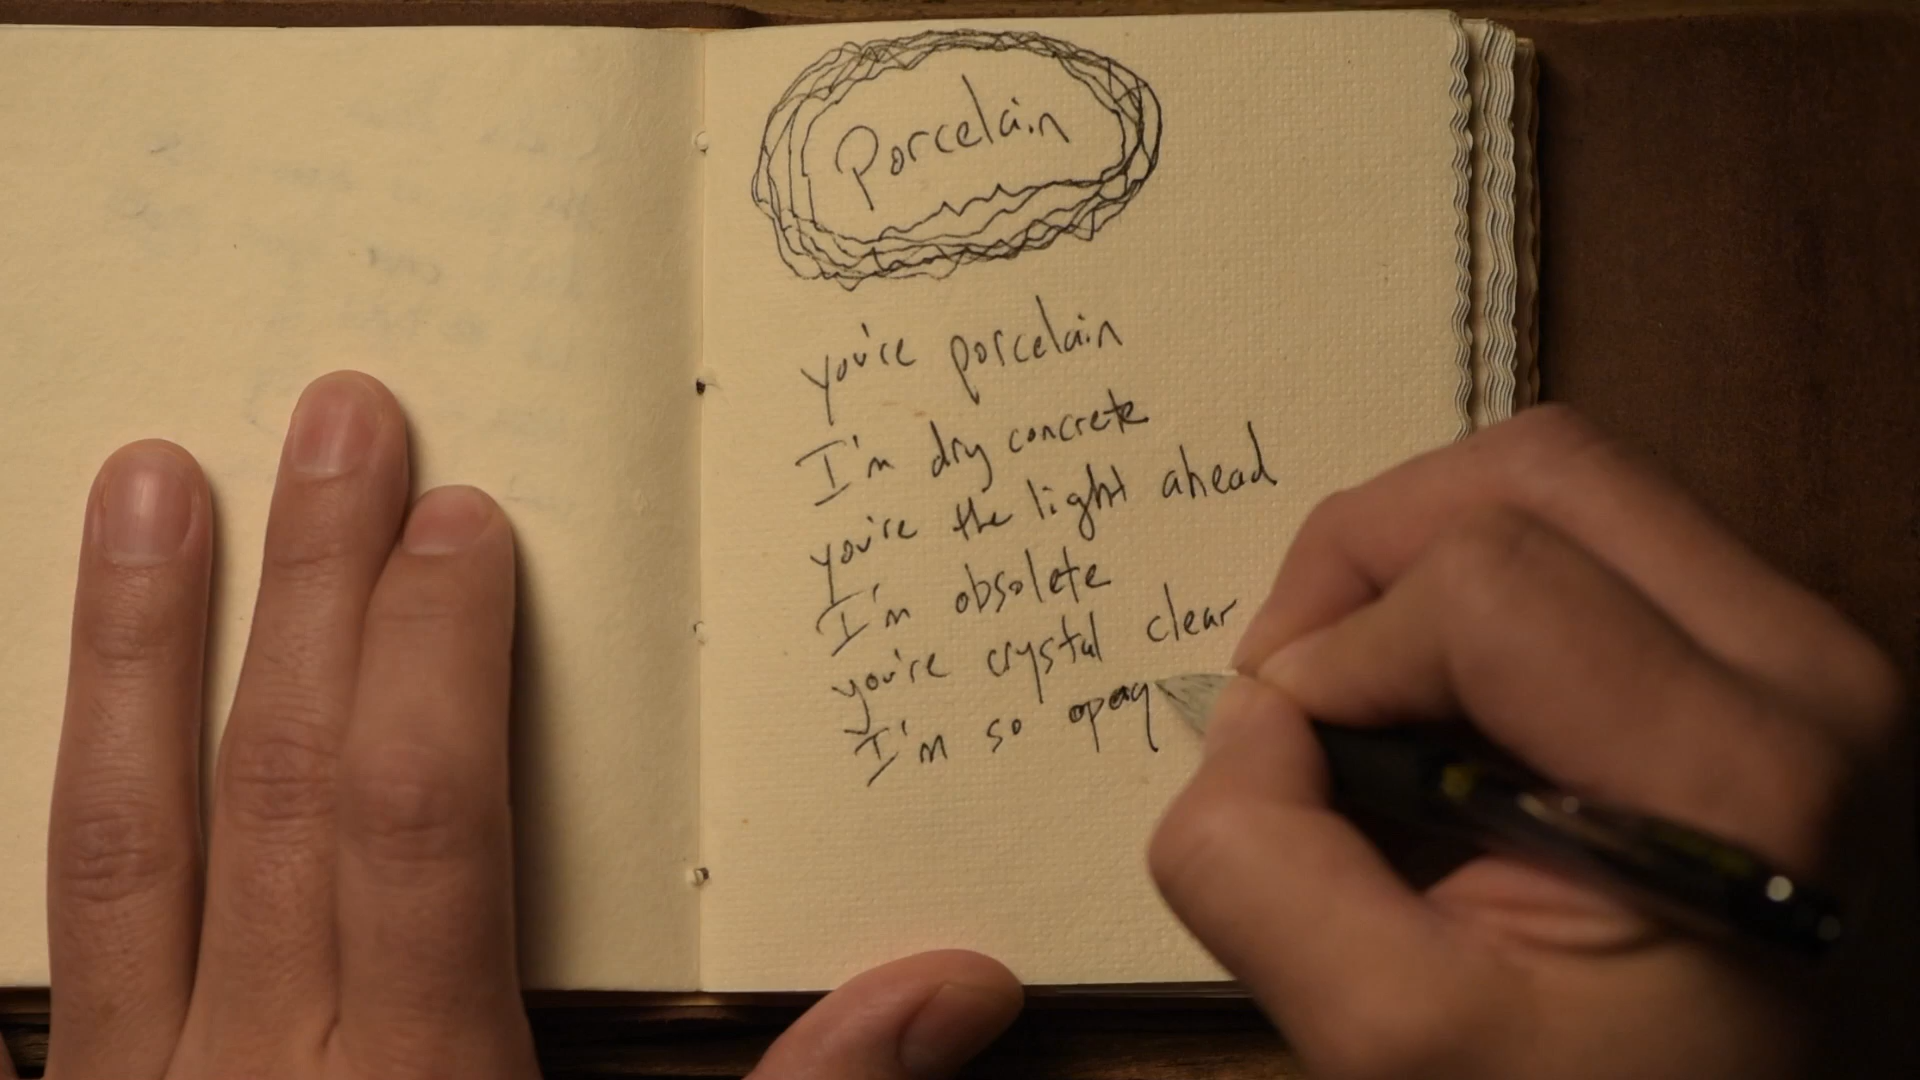 Porcelain
you're porcelain
I'm dry concrete
you're the light ahead
I'm obsolete
you're crystal clear
I'm so opaq